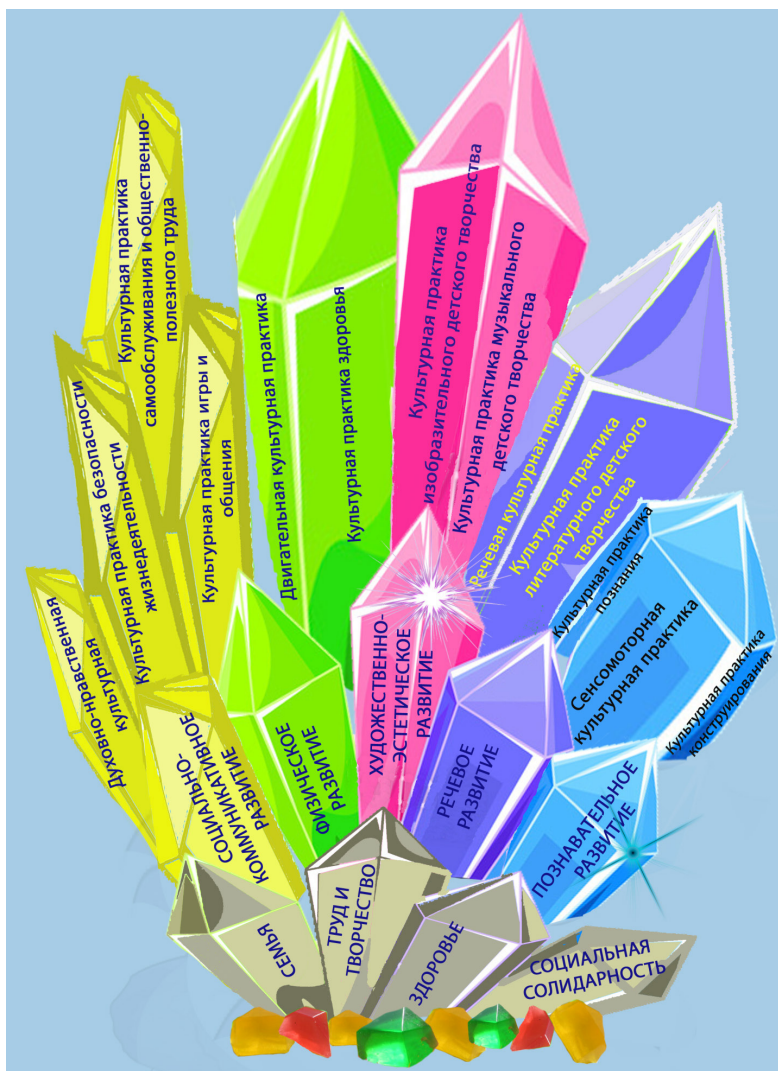 Культурная практика
самообслуживания и общественно-
полезного труда
Культурная практика безопасности
жизнедеятельности
Культурная практика игры и
общения
Духовно-нравственная
культурная
Двигательная культурная практика
Культурная практика здоровья
Культурная практика
изобразительного детского творчества
Культурная практика музыкального
детского творчества
Речевая культурная практика
Культурная практика
литературного детского
творчества
Культурная практика
познания
Сенсомоторная
культурная практика
Культурная практика
конструирования
СОЦИАЛЬНО-
КОММУНИКАТИВНОЕ
РАЗВИТИЕ
ФИЗИЧЕСКОЕ
РАЗВИТИЕ
ХУДОЖЕСТВЕННО-
ЭСТЕТИЧЕСКОЕ
РАЗВИТИЕ
РЕЧЕВОЕ
РАЗВИТИЕ
ПОЗНАВАТЕЛЬНОЕ
РАЗВИТИЕ
СЕМЬЯ
ТРУД И
ТВОРЧЕСТВО
ЗДОРОВЬЕ
СОЦИАЛЬНАЯ
СОЛИДАРНОСТЬ